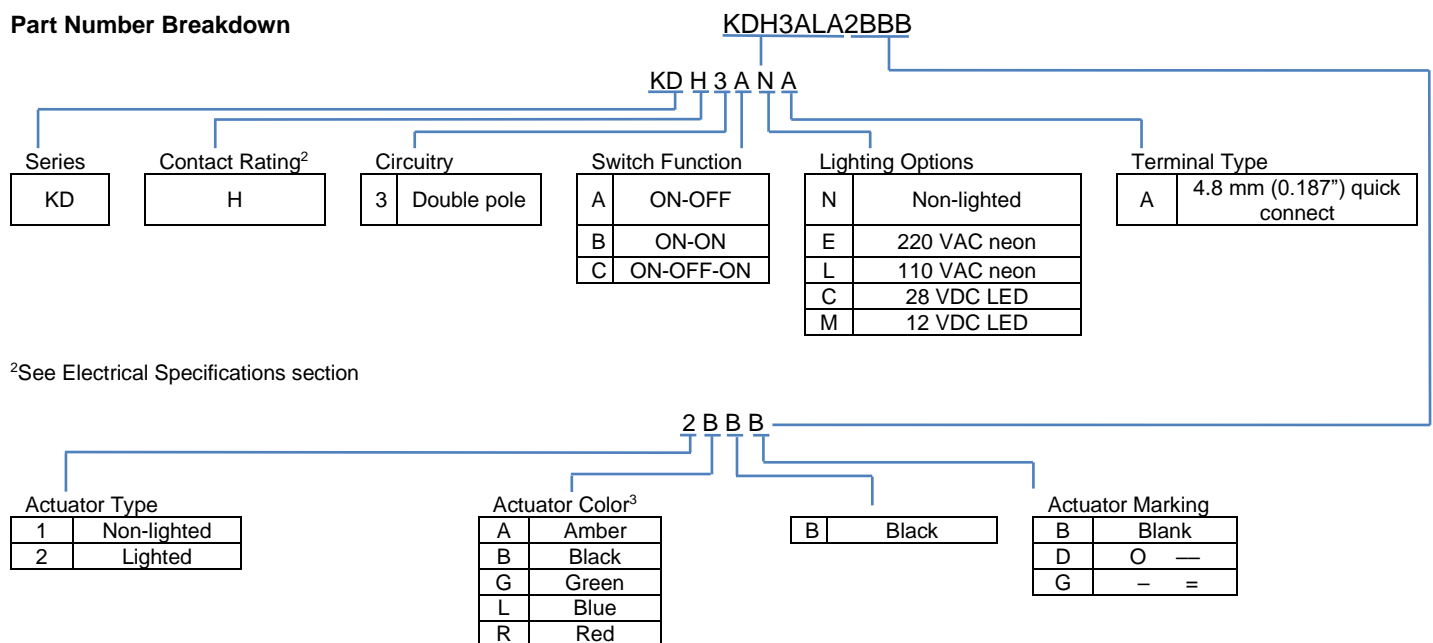 Part Number Breakdown
KDH3ALA2BBB
KD H 3 A N A
Series
Contact Rating2
Circuitry
Switch Function
Lighting Options
Terminal Type
KD
H
3 Double pole
A ON-OFF
B ON-ON
C ON-OFF-ON
N Non-lighted
E 220 VAC neon
L 110 VAC neon
C 28 VDC LED
M 12 VDC LED
A 4.8 mm (0.187”) quick
connect
2See Electrical Specifications section
2 B B B
Actuator Type
1 Non-lighted
2 Lighted
Actuator Color3
A Amber
B Black
G Green
L Blue
R Red
B Black
Actuator Marking
B Blank
D O —
G – =